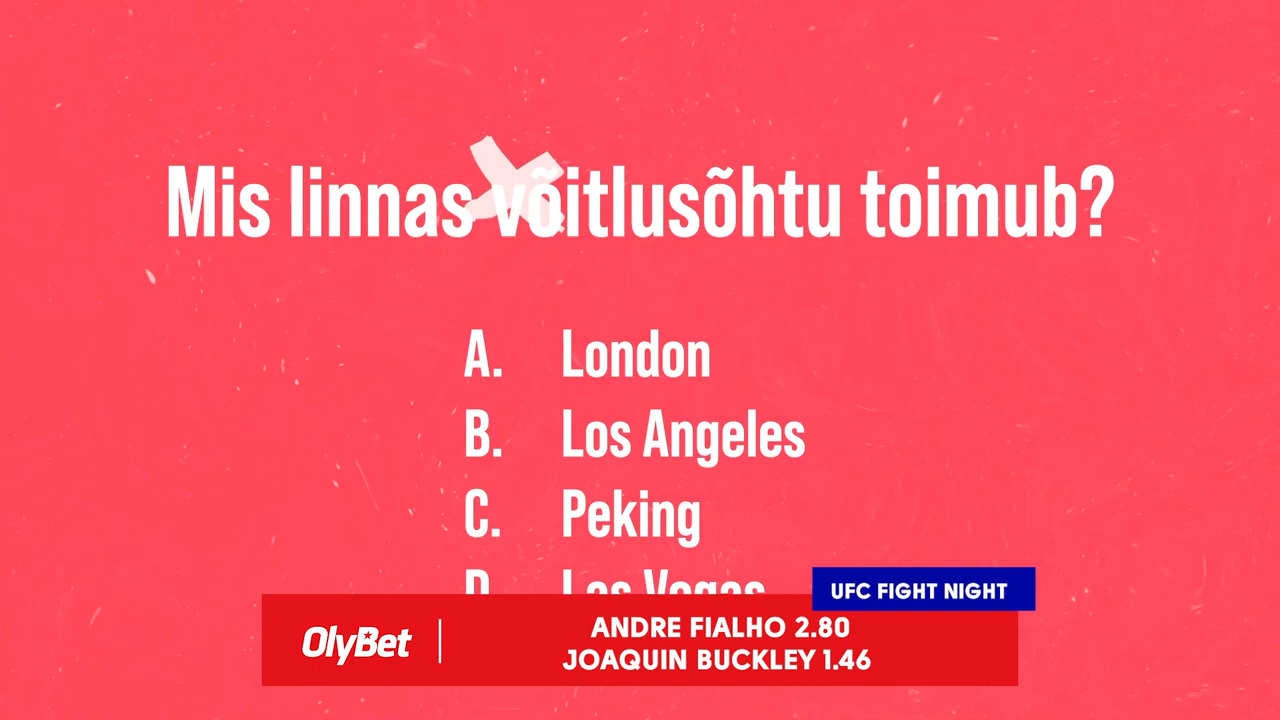 Mis linnas võitlusõhtu toimub?
A. London
B. Los Angeles
C. Peking
D. Las Vegas
UFC FIGHT NIGHT
OlyBet
ANDRE FIALHO 2.80
JOAQUIN BUCKLEY 1.46